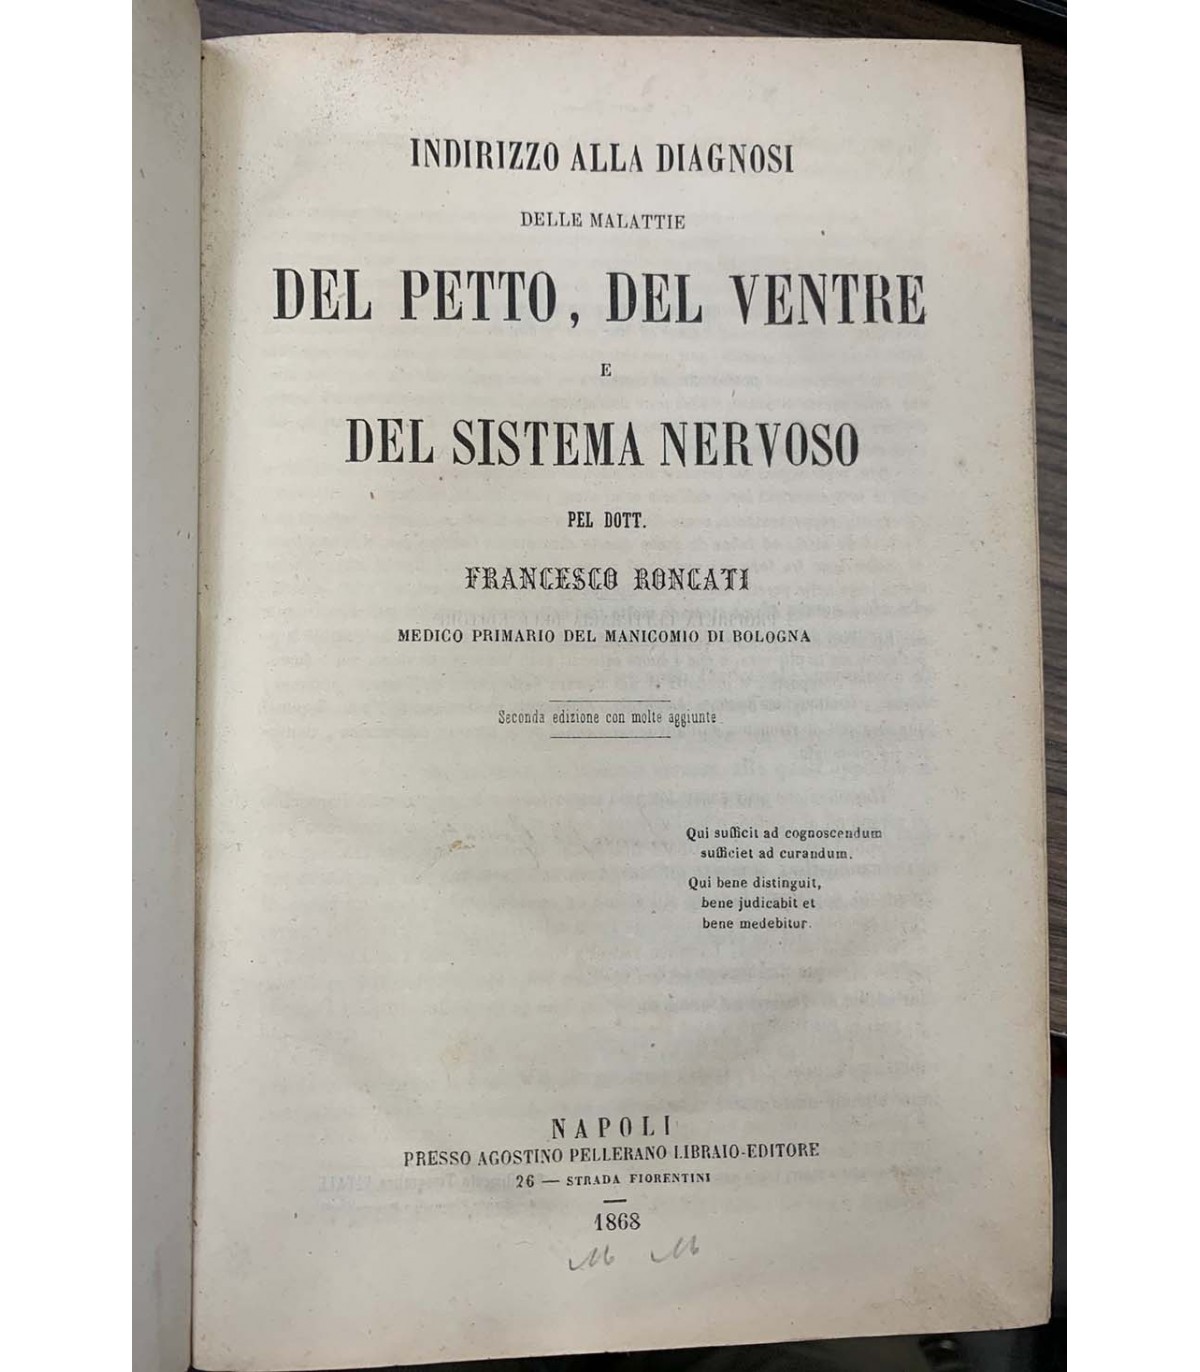 INDIRIZZO ALLA DIAGNOSI
DELLE MALATTIE
DEL PETTO, DEL VENTRE
E
DEL SISTEMA NERVOSO
PEL DOTT.
FRANCESCO RONCATI
MEDICO PRIMARIO DEL MANICOMIO DI BOLOGNA
Seconda edizione con molte aggiunte
Qui sufficit ad cognoscendum
sufficiet ad curandum.
Qui bene distinguit,
bene judicabit et
bene medebitur.
NAPOLI
PRESSO AGOSTINO PELLERANO LIBRAIO-EDITORE
26 — STRADA FIORENTINI
1868